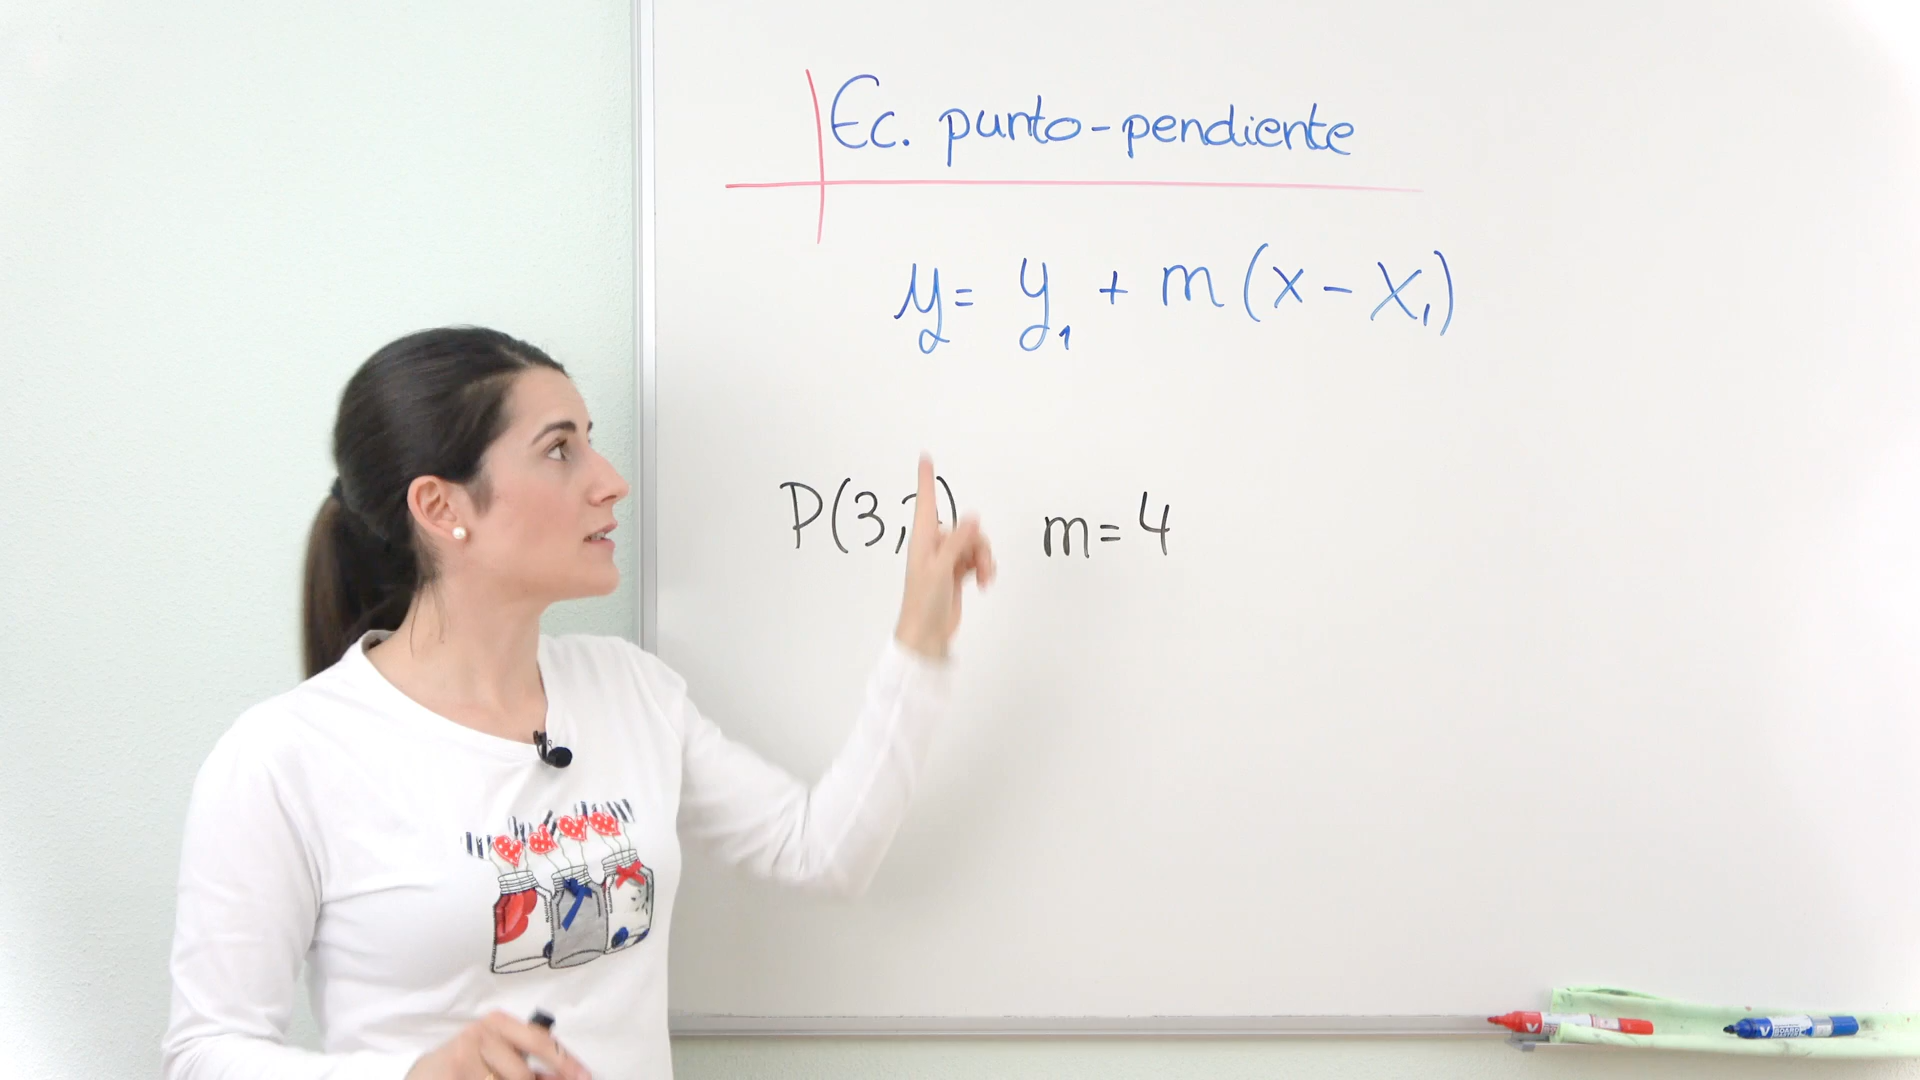 Ec. punto-pendiente
y = y₁ + m (x - x₁)
P(3, ) m = 4